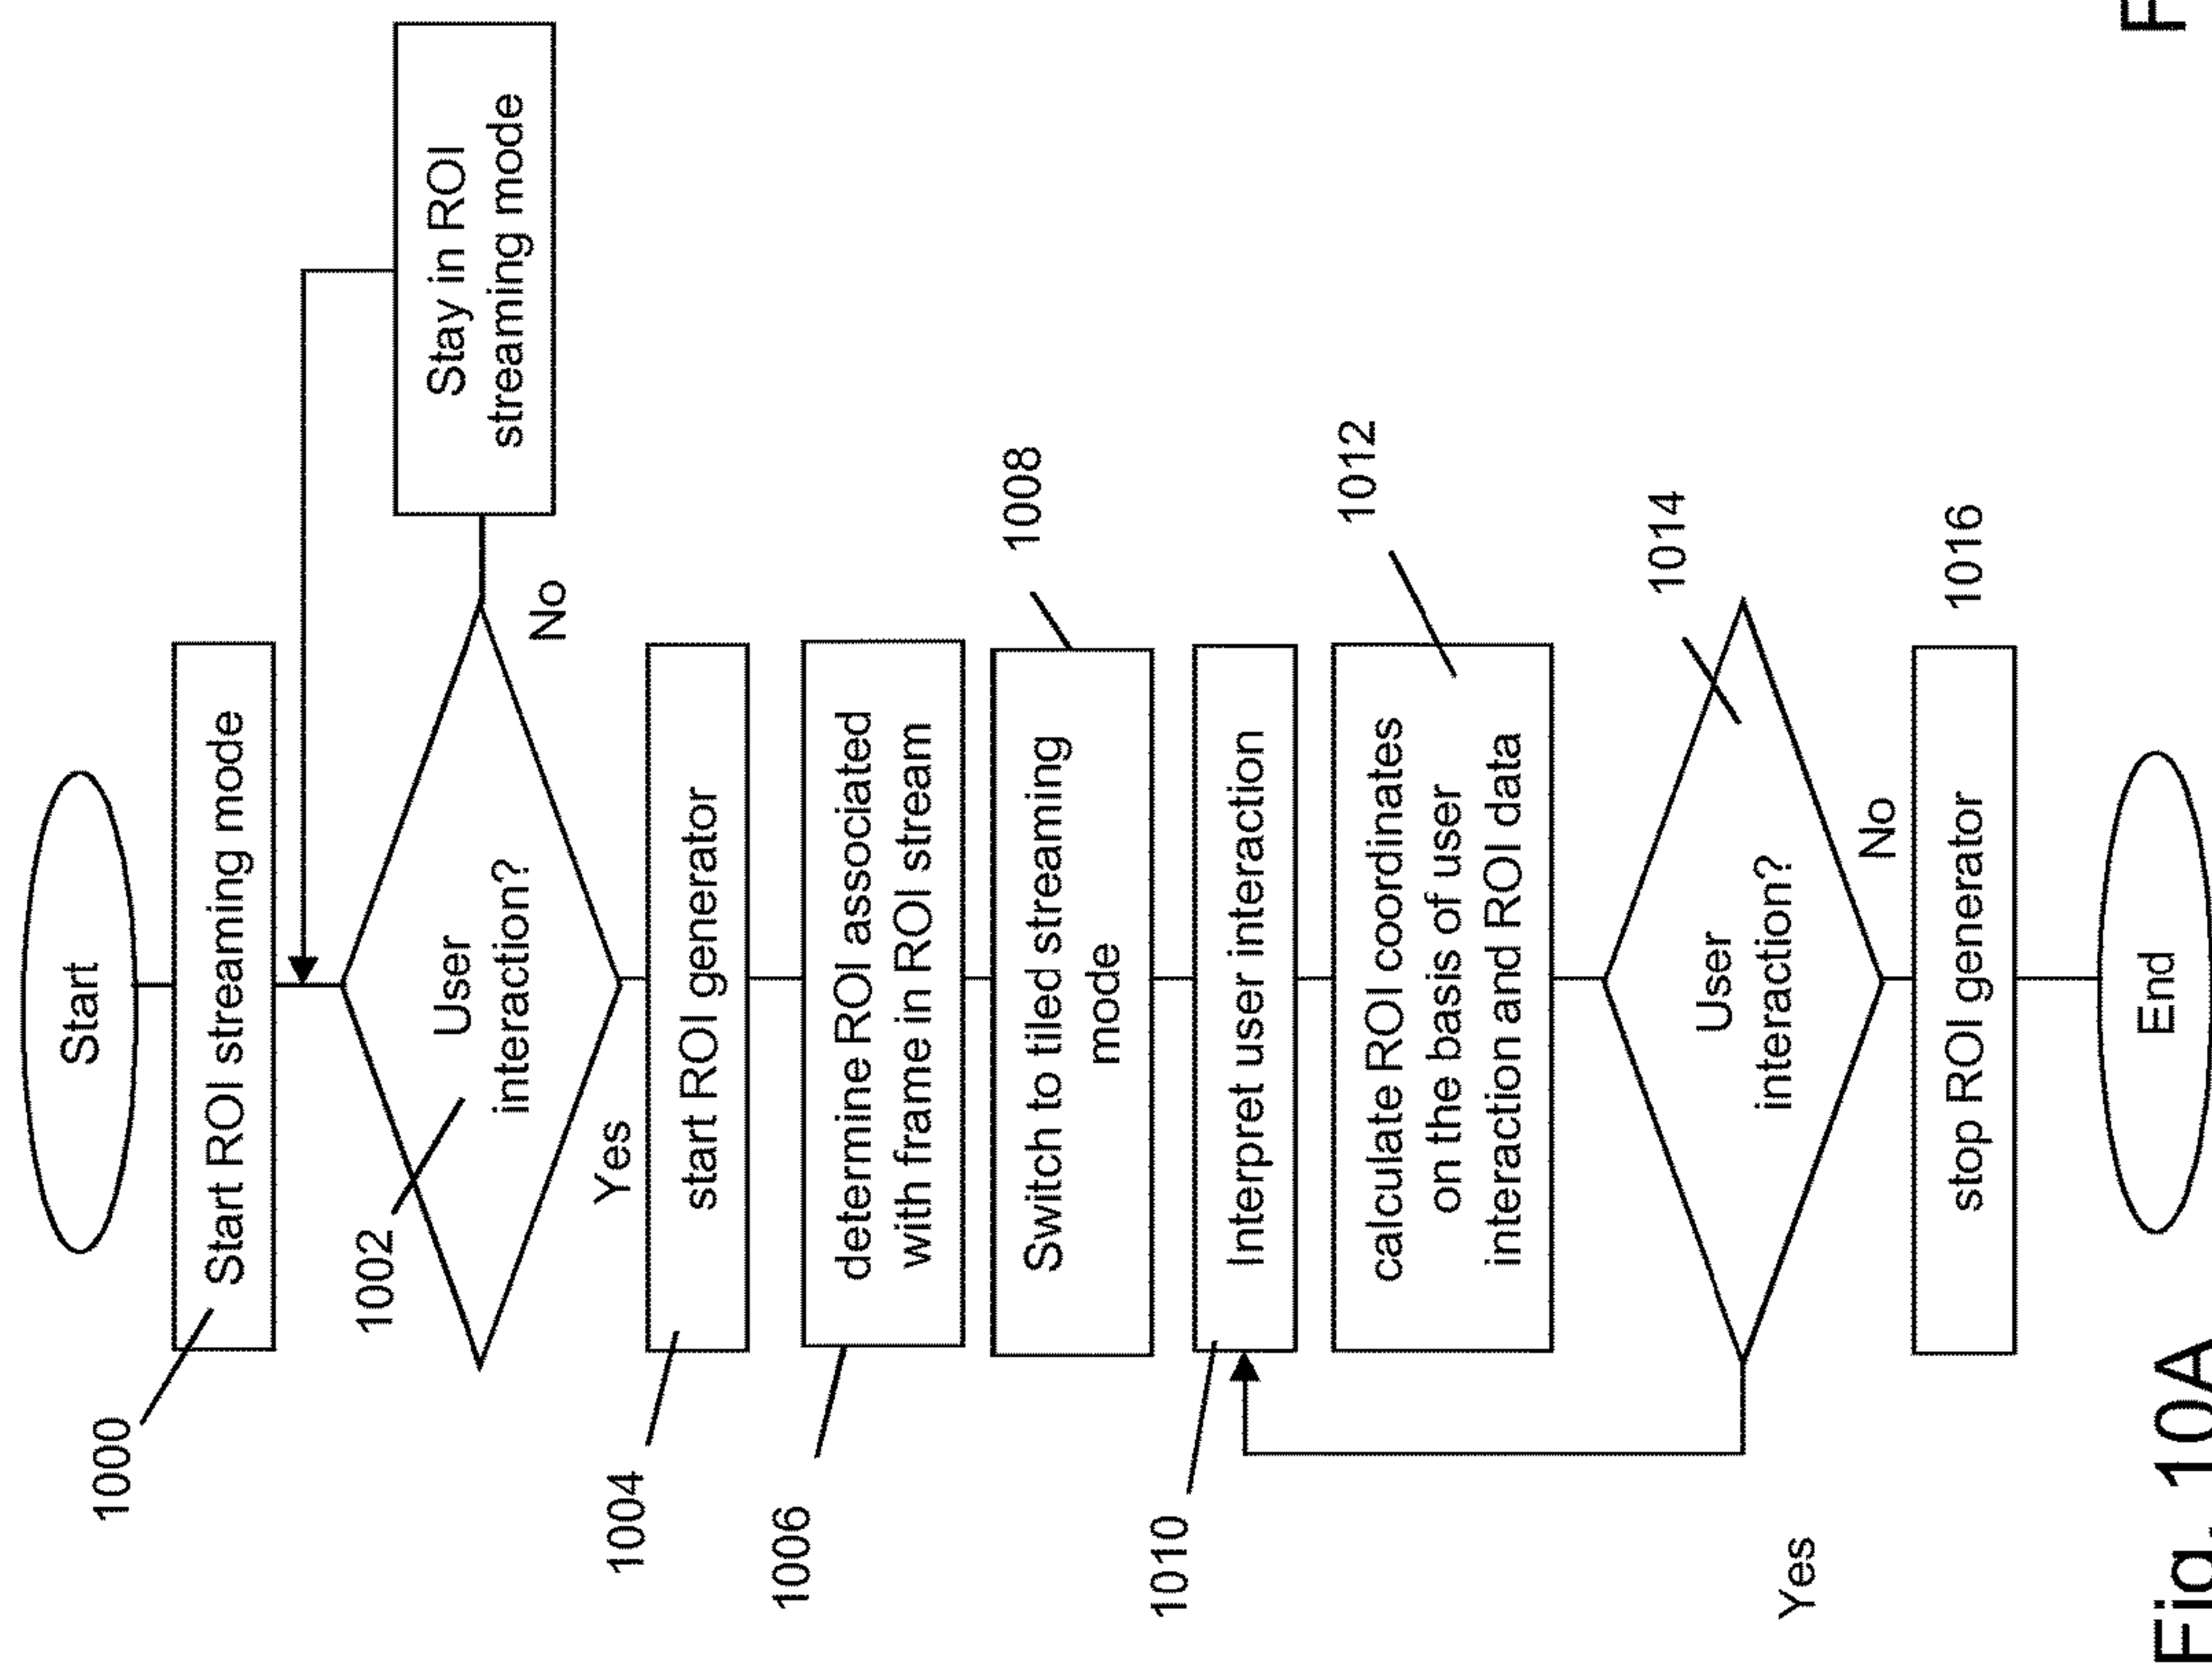 Start
1000
Start ROI streaming mode
1002
User
interaction?
No
Stay in ROI
streaming mode
Yes
1004
start ROI generator
1006
determine ROI associated
with frame in ROI stream
1008
Switch to tiled streaming
mode
1010
Interpret user interaction
1012
calculate ROI coordinates
on the basis of user
interaction and ROI data
1014
User
interaction?
Yes
No
1016
stop ROI generator
End
Fig. 10A
F